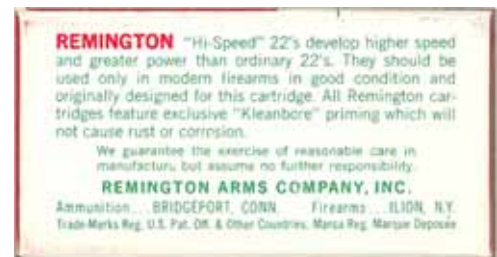 REMINGTON "Hi-Speed" 22's develop higher speed
and greater power than ordinary 22's. They should be
used only in modern firearms in good condition and
originally designed for this cartridge. All Remington car-
tridges feature exclusive "Kleanbore" priming which will
not cause rust or corrosion.
We guarantee the exercise of reasonable care in
manufacture, but assume no further responsibility.
REMINGTON ARMS COMPANY, INC.
Ammunition... BRIDGEPORT, CONN. Firearms... ILION, N.Y.
Trade-Marks Reg. U.S. Pat. Off. & Other Countries, Marca Reg. Marque Deposée